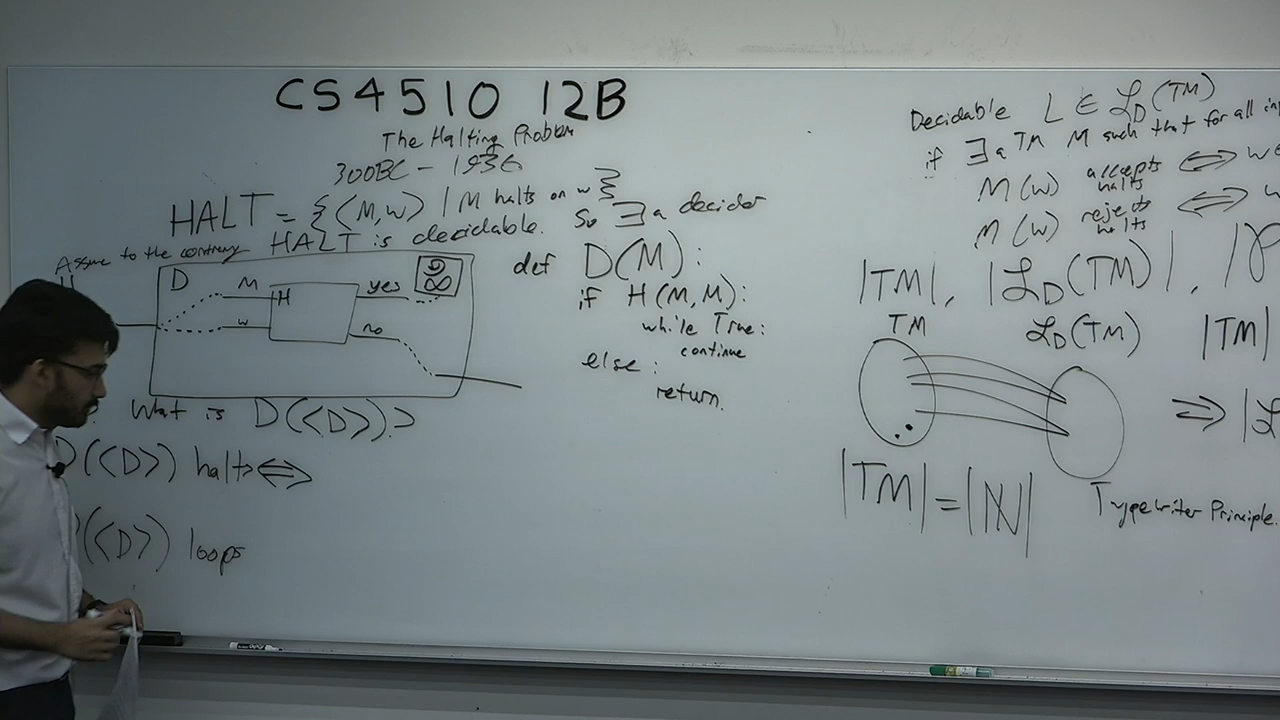 CS4510 12B
The Halting Problem
300BC - 1936
HALT = {(M,w) | M halts on w}
Assume to the contrary HALT is decidable. So ∃ a decider
H
D
M
w
H
yes
no
∞
def D(M):
if H(M,M):
while True:
continue
else:
return.
What is D(<D>)?
D(<D>) halts ⇔
D(<D>) loops
Decidable L ∈ ℒD(TM)
if ∃ a TM M such that for all
M(w) accepts halts ⇔ w
M(w) rejects halts ⇔
|TM|, |ℒD(TM)|, |P
TM ℒD(TM) |TM|
⇒ |ℒ
|TM| = |ℕ|
Typewriter Principle.